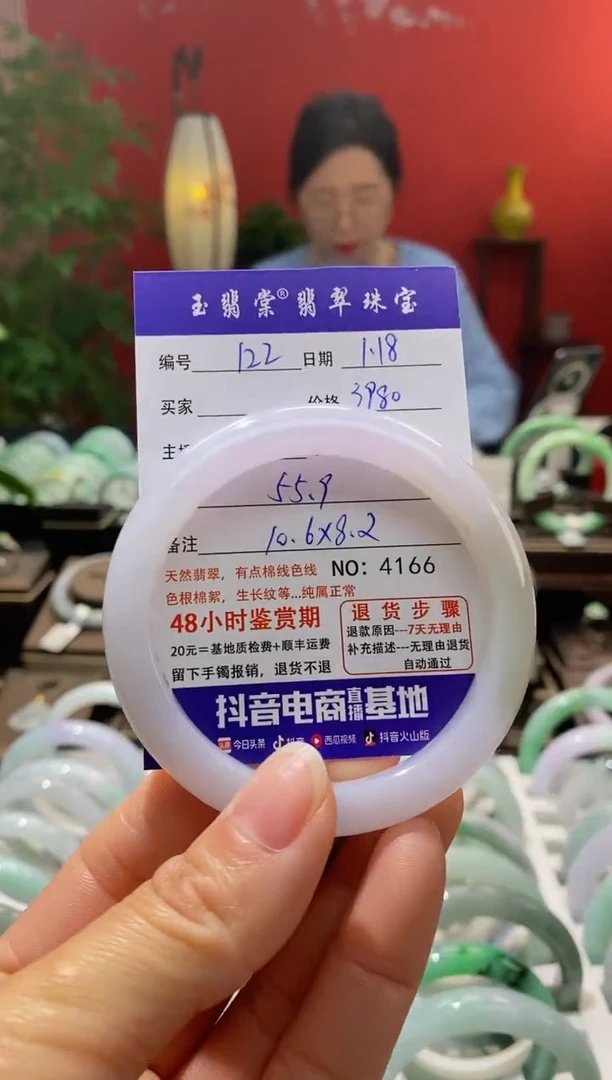 玉翡棠®翡翠珠宝
编号 122 日期 1.18
买家 价格 3980
主
55.9
备注 10.6x8.2
天然翡翠,有点棉线色线 NO: 4166
色根棉絮,生长纹等...纯属正常
48小时鉴赏期
20元=基地质检费+顺丰运费
留下手镯报销,退货不退
退货步骤
退款原因---7天无理由
补充描述---无理由退货
自动通过
抖音电商直播基地
头条 今日头条 抖音 西瓜视频 抖音火山版